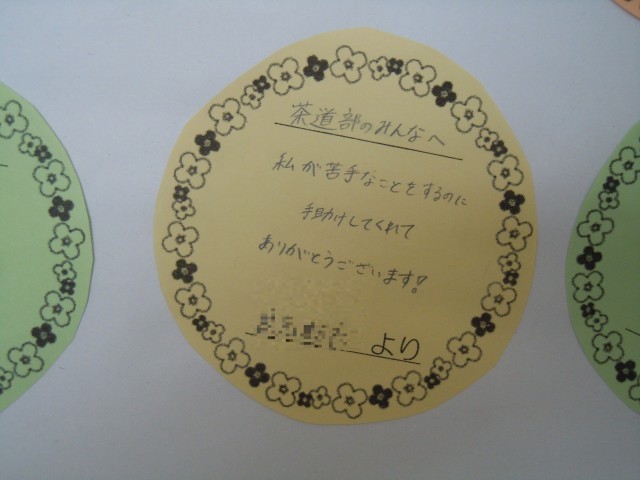 茶道部のみんなへ
私が苦手なことをするのに
手助けしてくれて
ありがとうございます!
より